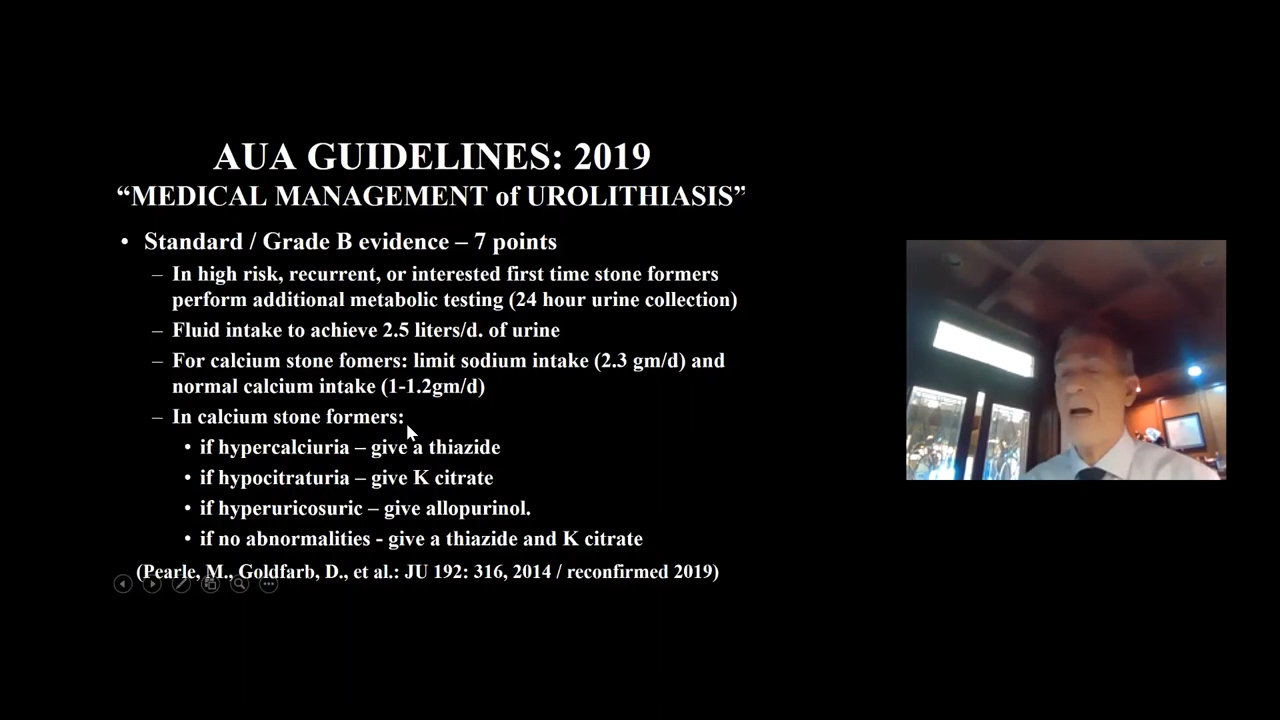 AUA GUIDELINES: 2019
“MEDICAL MANAGEMENT of UROLITHIASIS”
• Standard / Grade B evidence – 7 points
– In high risk, recurrent, or interested first time stone formers
perform additional metabolic testing (24 hour urine collection)
– Fluid intake to achieve 2.5 liters/d. of urine
– For calcium stone fomers: limit sodium intake (2.3 gm/d) and
normal calcium intake (1-1.2gm/d)
– In calcium stone formers:
• if hypercalciuria – give a thiazide
• if hypocitraturia – give K citrate
• if hyperuricosuric – give allopurinol.
• if no abnormalities - give a thiazide and K citrate
(Pearle, M., Goldfarb, D., et al.: JU 192: 316, 2014 / reconfirmed 2019)